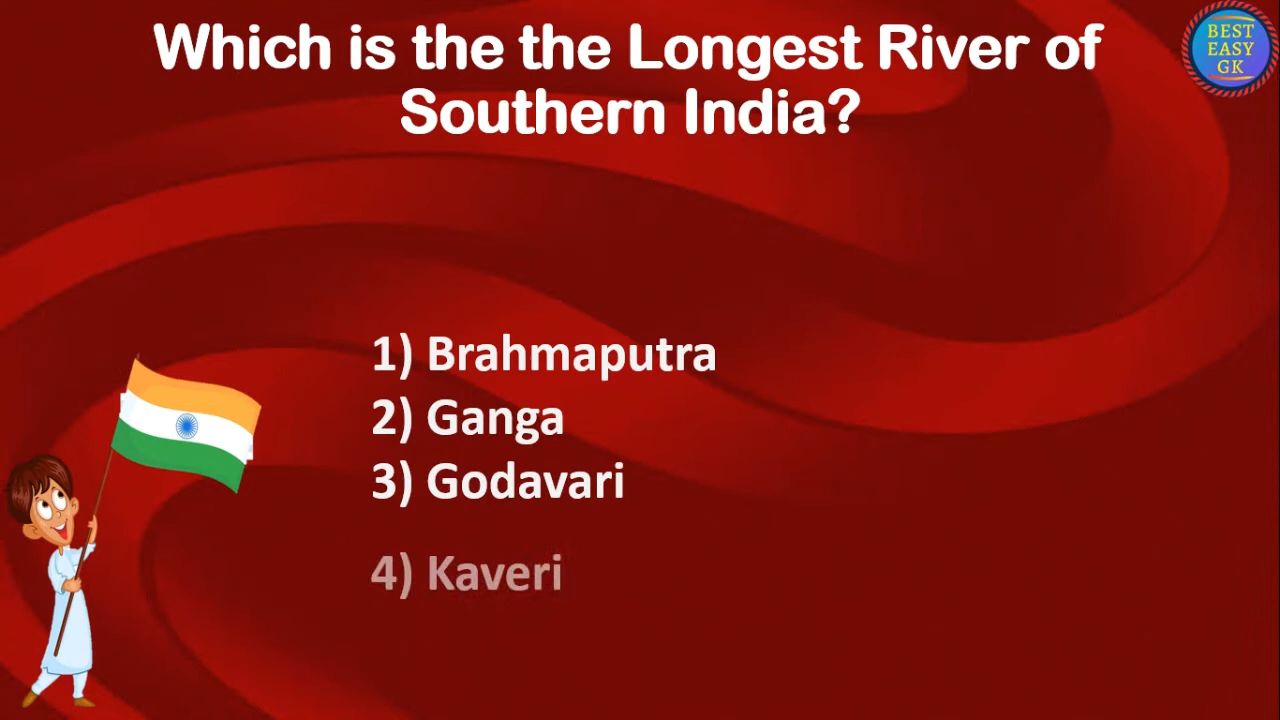 Which is the the Longest River of
Southern India?
BEST
EASY
GK
1) Brahmaputra
2) Ganga
3) Godavari
4) Kaveri